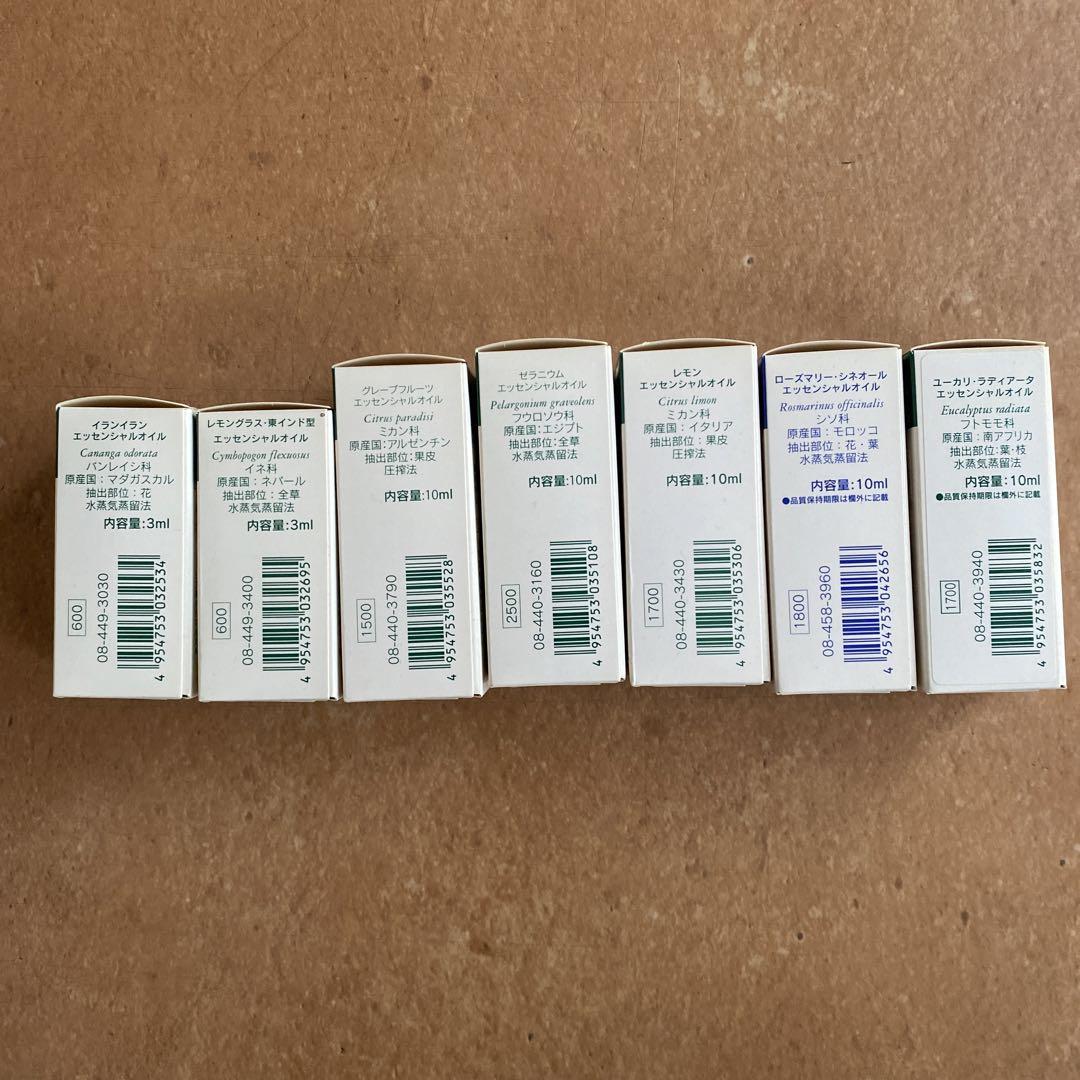 イランイラン
エッセンシャルオイル
Cananga odorata
バンレイシ科
原産国：マダガスカル
抽出部位：花
水蒸気蒸留法
内容量:3ml
600
08-449-3030
4 954753 032534
レモングラス・東インド型
エッセンシャルオイル
Cymbopogon flexuosus
イネ科
原産国：ネパール
抽出部位：全草
水蒸気蒸留法
内容量:3ml
600
08-449-3400
4 954753 032695
グレープフルーツ
エッセンシャルオイル
Citrus paradisi
ミカン科
原産国:アルゼンチン
抽出部位:果皮
圧搾法
内容量:10ml
1500
08-440-3790
4 954753 035528
ゼラニウム
エッセンシャルオイル
Pelargonium graveolens
フウロソウ科
原産国：エジプト
抽出部位:全草
水蒸気蒸留法
内容量:10ml
2500
08-440-3160
4 954753 035108
レモン
エッセンシャルオイル
Citrus limon
ミカン科
原産国：イタリア
抽出部位：果皮
圧搾法
内容量:10ml
1700
08-440-3430
4 954753 035306
ローズマリー・シネオール
エッセンシャルオイル
Rosmarinus officinalis
シソ科
原産国：モロッコ
抽出部位：花・葉
水蒸気蒸留法
内容量:10ml
●品質保持期限は欄外に記載
1800
08-458-3960
4 954753 042656
ユーカリ・ラディアータ
エッセンシャルオイル
Eucalyptus radiata
フトモモ科
原産国：南アフリカ
抽出部位:葉・枝
水蒸気蒸留法
内容量:10ml
●品質保持期限は欄外に記載
1700
08-440-3940
4 954753 035832